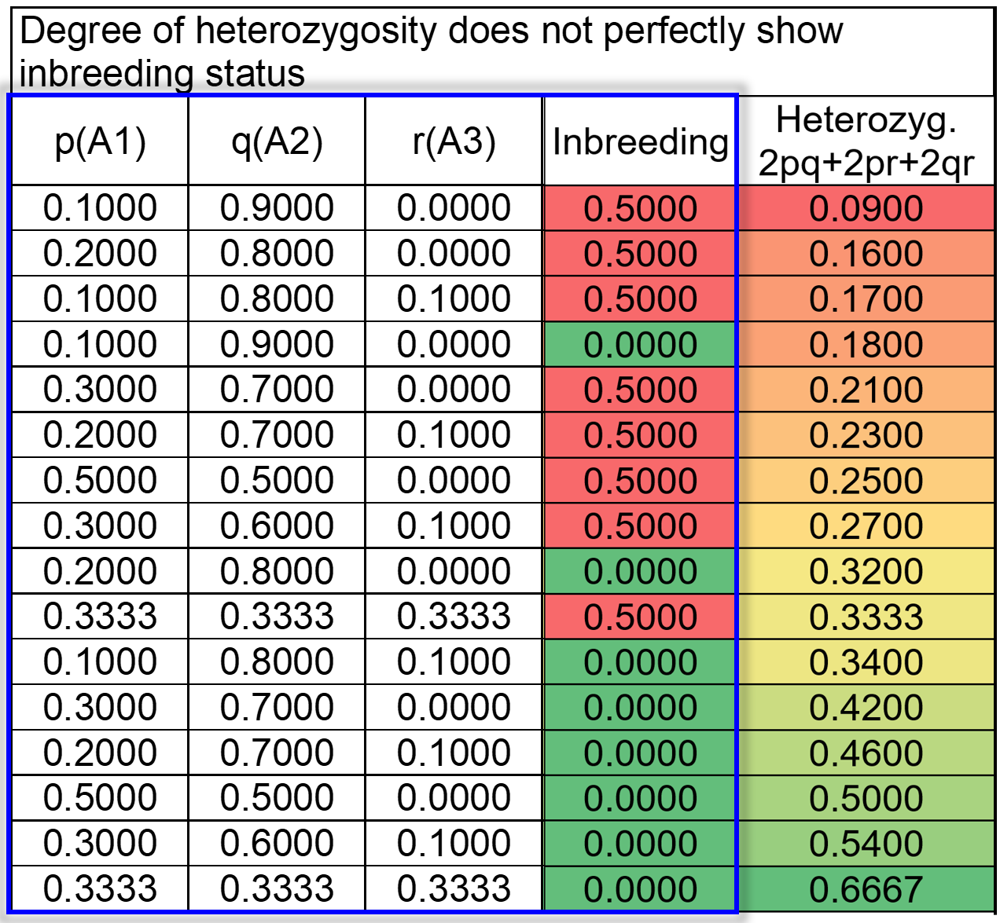 Degree of heterozygosity does not perfectly show
inbreeding status
p(A1) q(A2) r(A3) Inbreeding Heterozyg.
2pq+2pr+2qr
0.1000 0.9000 0.0000 0.5000 0.0900
0.2000 0.8000 0.0000 0.5000 0.1600
0.1000 0.8000 0.1000 0.5000 0.1700
0.1000 0.9000 0.0000 0.0000 0.1800
0.3000 0.7000 0.0000 0.5000 0.2100
0.2000 0.7000 0.1000 0.5000 0.2300
0.5000 0.5000 0.0000 0.5000 0.2500
0.3000 0.6000 0.1000 0.5000 0.2700
0.2000 0.8000 0.0000 0.0000 0.3200
0.3333 0.3333 0.3333 0.5000 0.3333
0.1000 0.8000 0.1000 0.0000 0.3400
0.3000 0.7000 0.0000 0.0000 0.4200
0.2000 0.7000 0.1000 0.0000 0.4600
0.5000 0.5000 0.0000 0.0000 0.5000
0.3000 0.6000 0.1000 0.0000 0.5400
0.3333 0.3333 0.3333 0.0000 0.6667